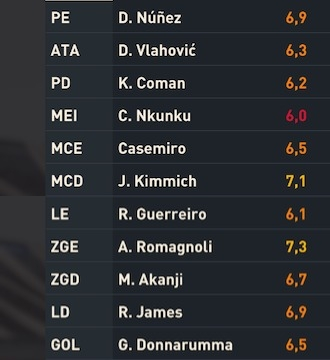 PE D. Núñez 6,9
ATA D. Vlahović 6,3
PD K. Coman 6,2
MEI C. Nkunku 6,0
MCE Casemiro 6,5
MCD J. Kimmich 7,1
LE R. Guerreiro 6,1
ZGE A. Romagnoli 7,3
ZGD M. Akanji 6,7
LD R. James 6,9
GOL G. Donnarumma 6,5